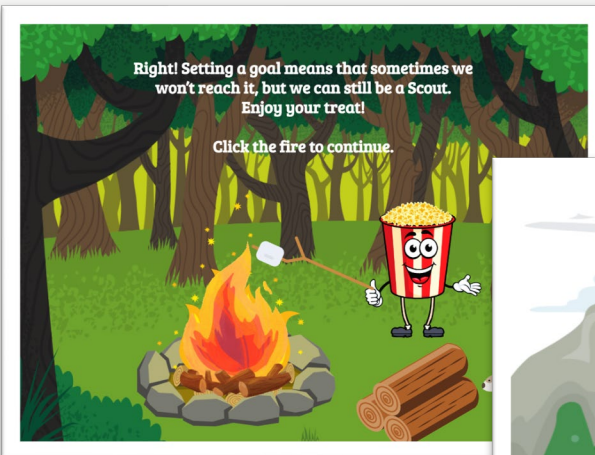 Right! Setting a goal means that sometimes we
won't reach it, but we can still be a Scout.
Enjoy your treat!
Click the fire to continue.